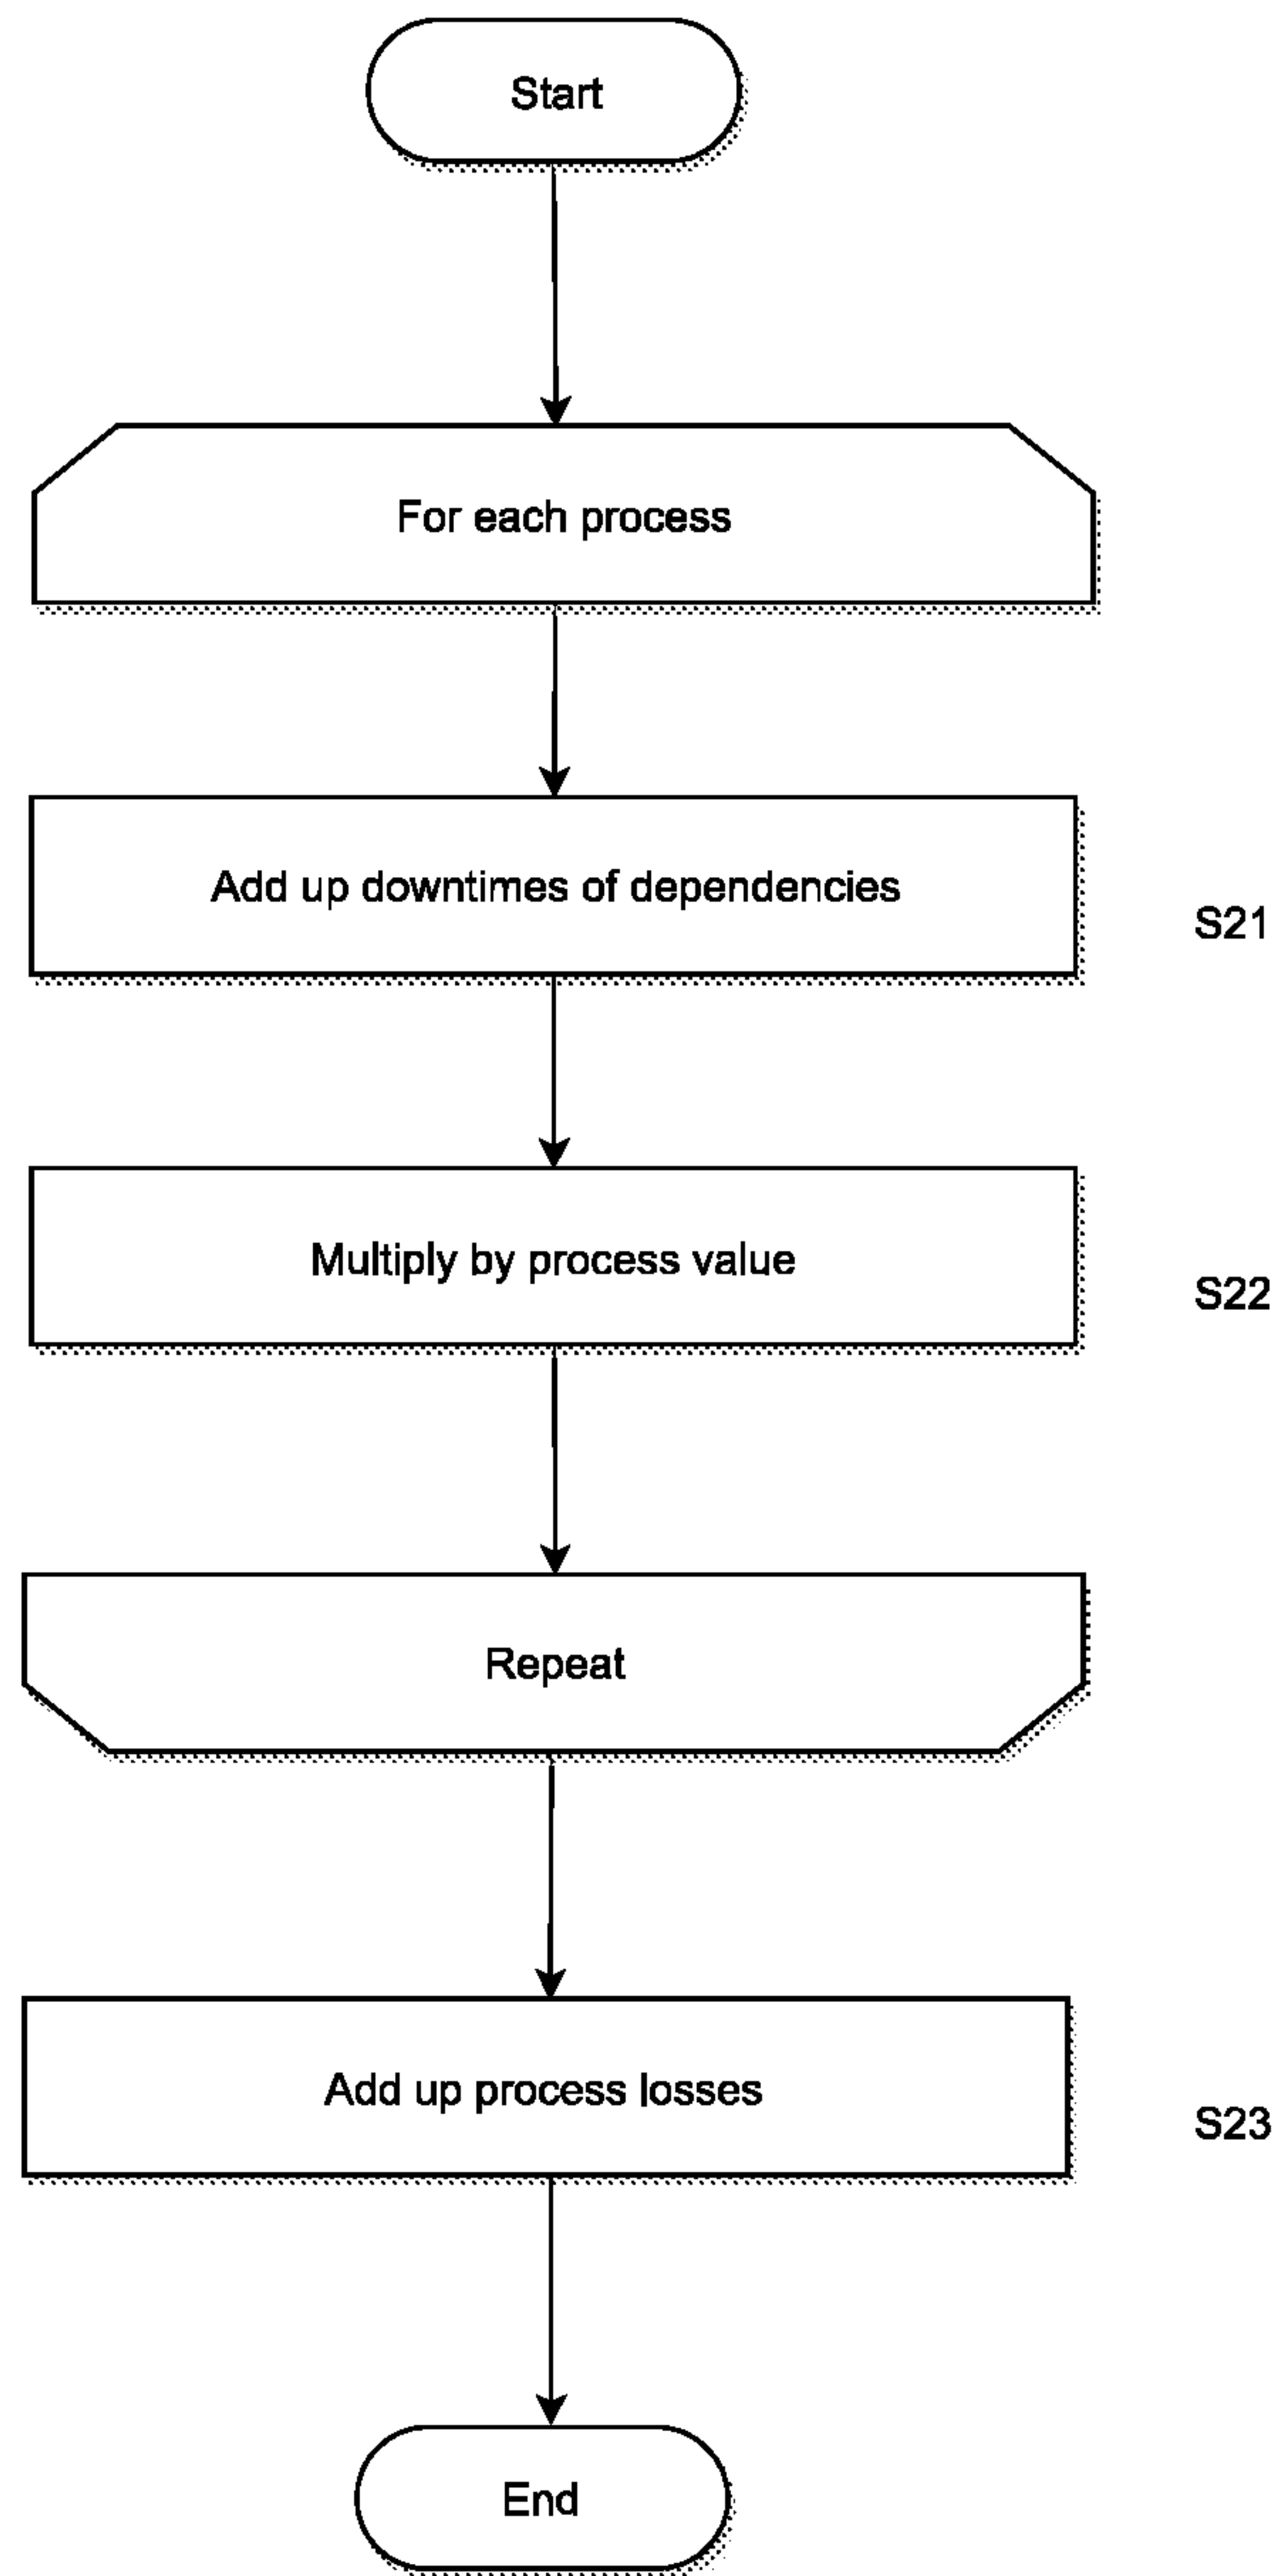 Start
For each process
Add up downtimes of dependencies
S21
Multiply by process value
S22
Repeat
Add up process losses
S23
End